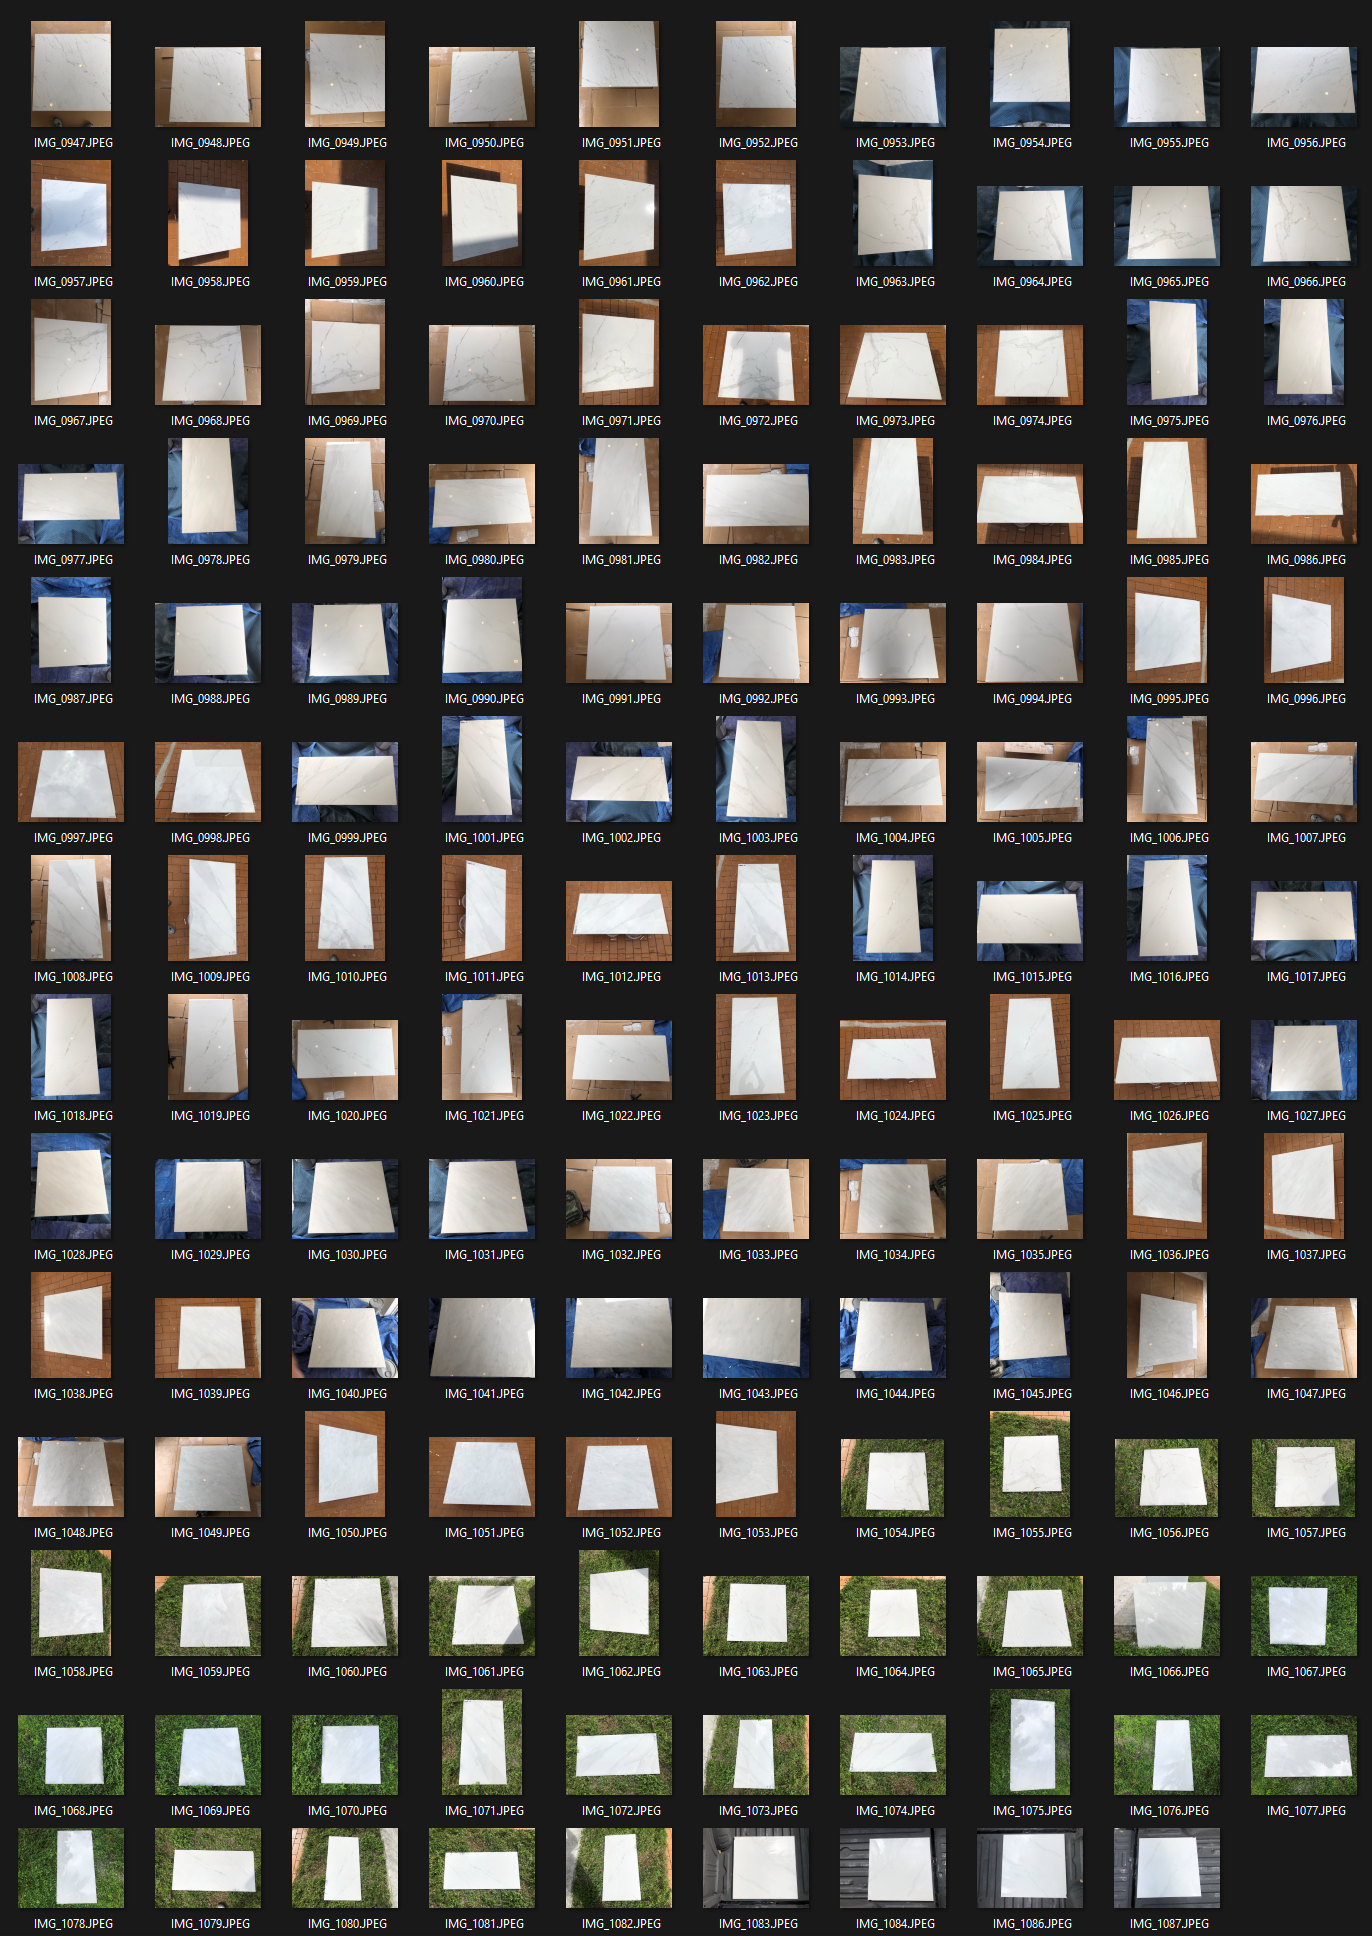 IMG_0947.JPEG IMG_0948.JPEG IMG_0949.JPEG IMG_0950.JPEG IMG_0951.JPEG IMG_0952.JPEG IMG_0953.JPEG IMG_0954.JPEG IMG_0955.JPEG IMG_0956.JPEG
IMG_0957.JPEG IMG_0958.JPEG IMG_0959.JPEG IMG_0960.JPEG IMG_0961.JPEG IMG_0962.JPEG IMG_0963.JPEG IMG_0964.JPEG IMG_0965.JPEG IMG_0966.JPEG
IMG_0967.JPEG IMG_0968.JPEG IMG_0969.JPEG IMG_0970.JPEG IMG_0971.JPEG IMG_0972.JPEG IMG_0973.JPEG IMG_0974.JPEG IMG_0975.JPEG IMG_0976.JPEG
IMG_0977.JPEG IMG_0978.JPEG IMG_0979.JPEG IMG_0980.JPEG IMG_0981.JPEG IMG_0982.JPEG IMG_0983.JPEG IMG_0984.JPEG IMG_0985.JPEG IMG_0986.JPEG
IMG_0987.JPEG IMG_0988.JPEG IMG_0989.JPEG IMG_0990.JPEG IMG_0991.JPEG IMG_0992.JPEG IMG_0993.JPEG IMG_0994.JPEG IMG_0995.JPEG IMG_0996.JPEG
IMG_0997.JPEG IMG_0998.JPEG IMG_0999.JPEG IMG_1001.JPEG IMG_1002.JPEG IMG_1003.JPEG IMG_1004.JPEG IMG_1005.JPEG IMG_1006.JPEG IMG_1007.JPEG
IMG_1008.JPEG IMG_1009.JPEG IMG_1010.JPEG IMG_1011.JPEG IMG_1012.JPEG IMG_1013.JPEG IMG_1014.JPEG IMG_1015.JPEG IMG_1016.JPEG IMG_1017.JPEG
IMG_1018.JPEG IMG_1019.JPEG IMG_1020.JPEG IMG_1021.JPEG IMG_1022.JPEG IMG_1023.JPEG IMG_1024.JPEG IMG_1025.JPEG IMG_1026.JPEG IMG_1027.JPEG
IMG_1028.JPEG IMG_1029.JPEG IMG_1030.JPEG IMG_1031.JPEG IMG_1032.JPEG IMG_1033.JPEG IMG_1034.JPEG IMG_1035.JPEG IMG_1036.JPEG IMG_1037.JPEG
IMG_1038.JPEG IMG_1039.JPEG IMG_1040.JPEG IMG_1041.JPEG IMG_1042.JPEG IMG_1043.JPEG IMG_1044.JPEG IMG_1045.JPEG IMG_1046.JPEG IMG_1047.JPEG
IMG_1048.JPEG IMG_1049.JPEG IMG_1050.JPEG IMG_1051.JPEG IMG_1052.JPEG IMG_1053.JPEG IMG_1054.JPEG IMG_1055.JPEG IMG_1056.JPEG IMG_1057.JPEG
IMG_1058.JPEG IMG_1059.JPEG IMG_1060.JPEG IMG_1061.JPEG IMG_1062.JPEG IMG_1063.JPEG IMG_1064.JPEG IMG_1065.JPEG IMG_1066.JPEG IMG_1067.JPEG
IMG_1068.JPEG IMG_1069.JPEG IMG_1070.JPEG IMG_1071.JPEG IMG_1072.JPEG IMG_1073.JPEG IMG_1074.JPEG IMG_1075.JPEG IMG_1076.JPEG IMG_1077.JPEG
IMG_1078.JPEG IMG_1079.JPEG IMG_1080.JPEG IMG_1081.JPEG IMG_1082.JPEG IMG_1083.JPEG IMG_1084.JPEG IMG_1086.JPEG IMG_1087.JPEG